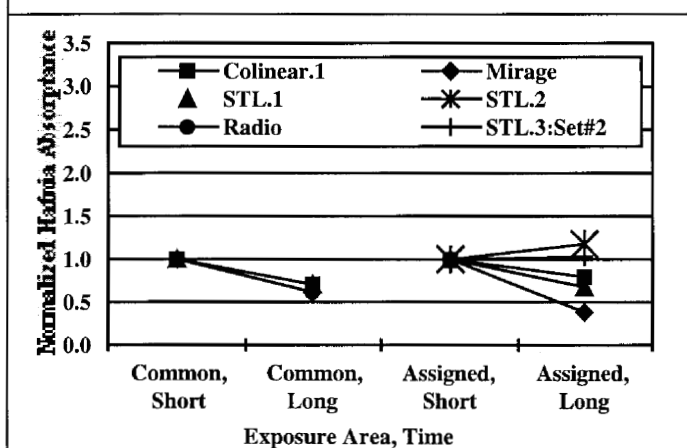 Normalized Hafnia Absorptance
3.5
3.0
2.5
2.0
1.5
1.0
0.5
0.0
Colinear.1
Mirage
STL.1
STL.2
Radio
STL.3:Set#2
Common, Common, Assigned, Assigned,
Short Long Short Long
Exposure Area, Time